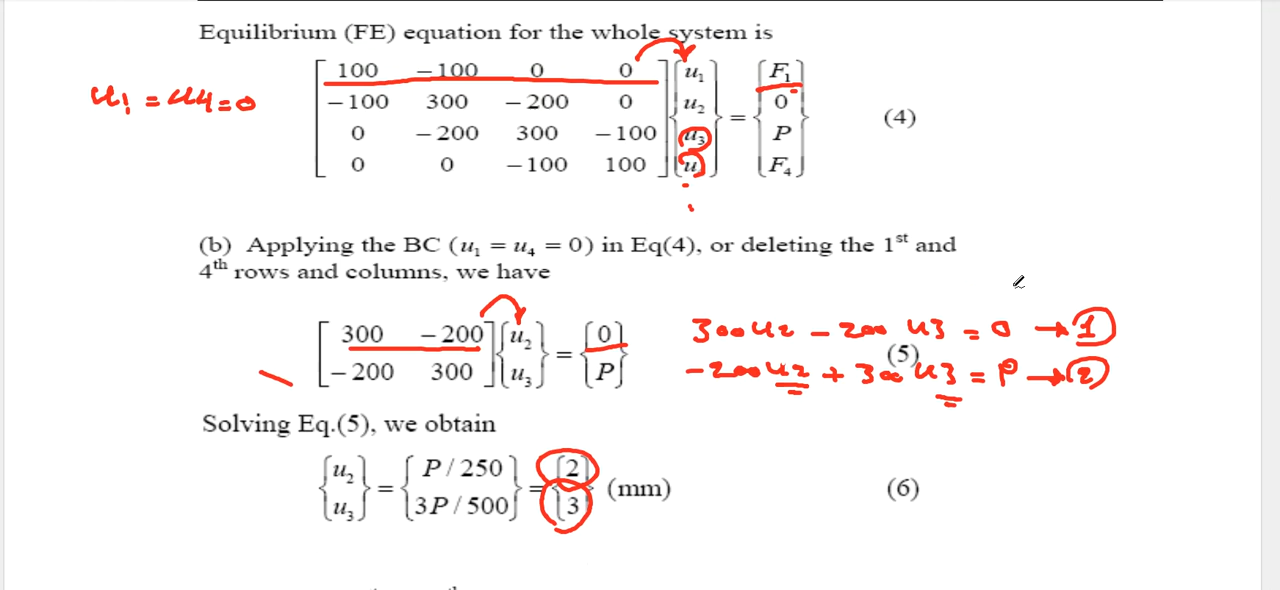 Equilibrium (FE) equation for the whole system is
u1 = u4 = 0
[ 100 −100 0 0 ] { u₁ } = { F₁ }
[ −100 300 −200 0 ] { u₂ } = { 0 } (4)
[ 0 −200 300 −100 ] { u₃ } = { P }
[ 0 0 −100 100 ] { u } = { F₄ }
(b) Applying the BC (u₁ = u₄ = 0) in Eq(4), or deleting the 1st and
4th rows and columns, we have
[ 300 −200 ] { u₂ } = { 0 } 300u2 − 200 u3 = 0 → 1
[ −200 300 ] { u₃ } = { P } (5) −200u2 + 300 u3 = P → 2
Solving Eq.(5), we obtain
{ u₂ } = { P / 250 } = { 2 } (mm) (6)
{ u₃ } = { 3P / 500 } = { 3 }